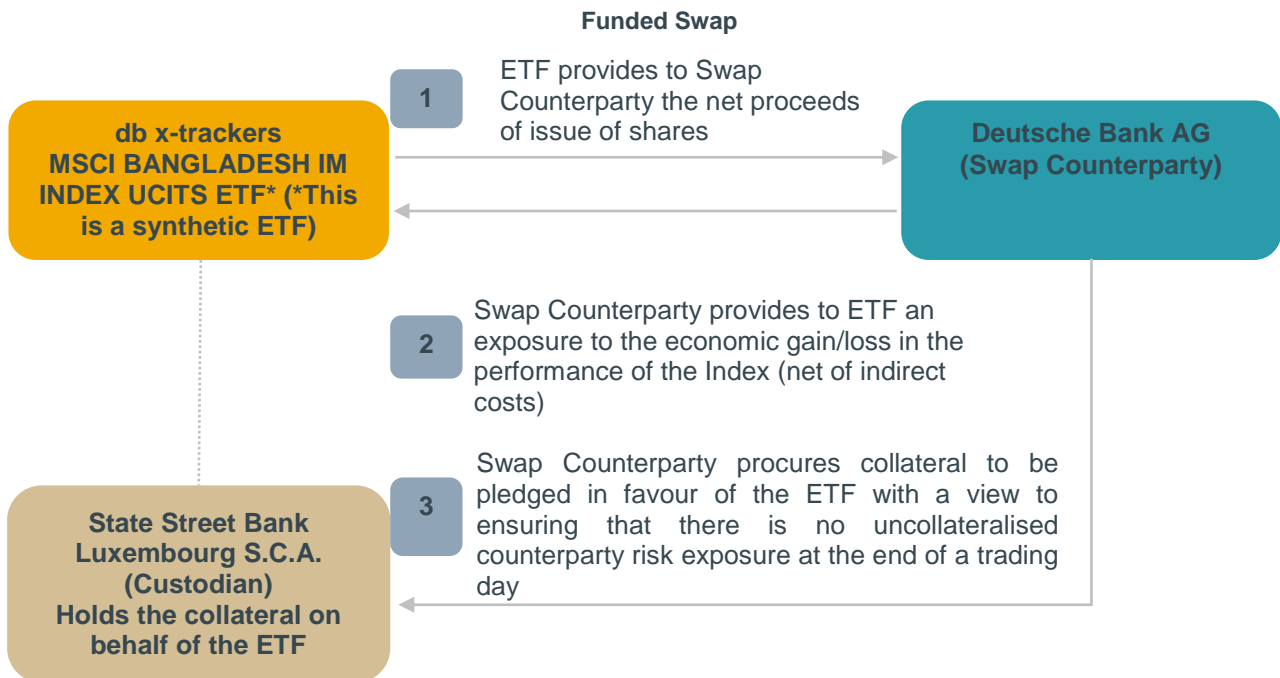 Funded Swap
1
ETF provides to Swap
Counterparty the net proceeds
of issue of shares
db x-trackers
MSCI BANGLADESH IM
INDEX UCITS ETF* (*This
is a synthetic ETF)
Deutsche Bank AG
(Swap Counterparty)
2
Swap Counterparty provides to ETF an
exposure to the economic gain/loss in the
performance of the Index (net of indirect
costs)
3
Swap Counterparty procures collateral to be
pledged in favour of the ETF with a view to
ensuring that there is no uncollateralised
counterparty risk exposure at the end of a trading
day
State Street Bank
Luxembourg S.C.A.
(Custodian)
Holds the collateral on
behalf of the ETF